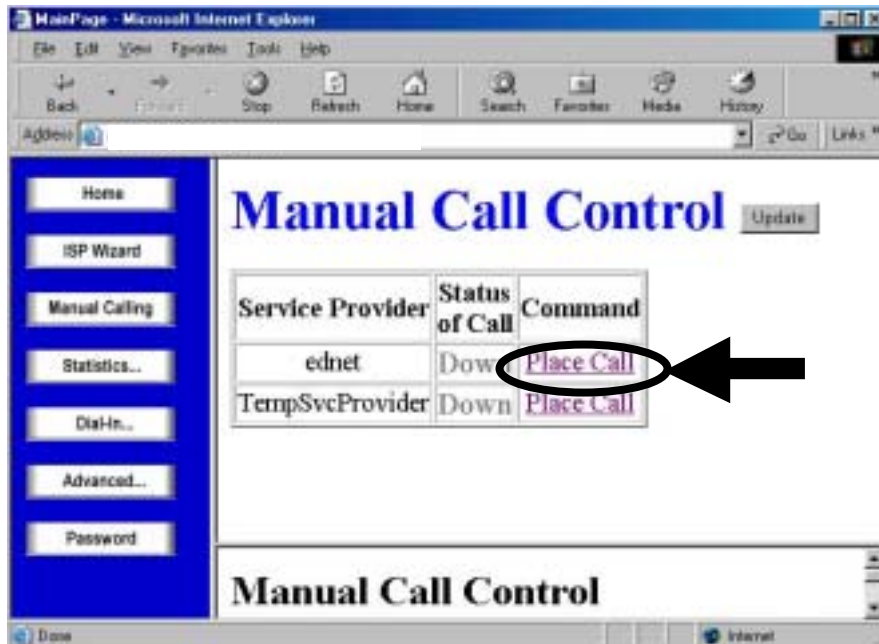 MainPage - Microsoft Internet Explorer
File Edit View Favorites Tools Help
Back Forward Stop Refresh Home Search Favorites Media History »
Address Go Links »
Home
ISP Wizard
Manual Calling
Statistics...
Dial-In...
Advanced...
Password
Manual Call Control Update
Service Provider Status of Call Command
ednet Down Place Call
TempSvcProvider Down Place Call
Manual Call Control
Done Internet